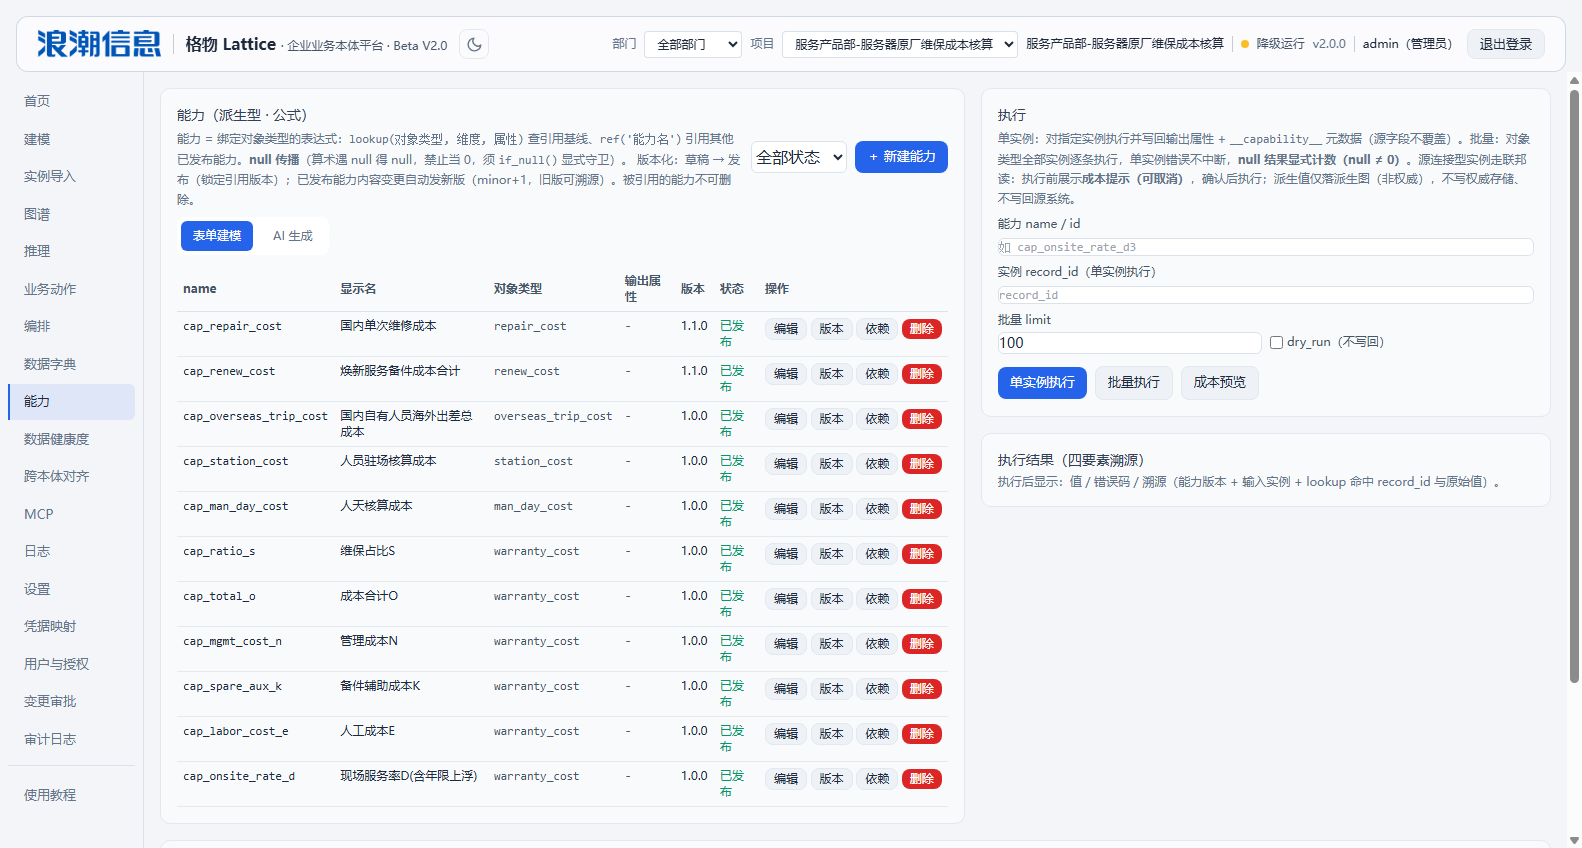 浪潮信息
格物 Lattice · 企业业务本体平台 · Beta V2.0
部门 全部部门 项目 服务产品部-服务器原厂维保成本核算 服务产品部-服务器原厂维保成本核算 降级运行 v2.0.0 admin（管理员） 退出登录
首页
建模
实例导入
图谱
推理
业务动作
编排
数据字典
能力
数据健康度
跨本体对齐
MCP
日志
设置
凭据映射
用户与授权
变更审批
审计日志
使用教程
能力（派生型 · 公式）
能力 = 绑定对象类型的表达式：lookup(对象类型, 维度, 属性) 查引用基线、ref('能力名') 引用其他
已发布能力。null 传播（算术遇 null 得 null，禁止当 0，须 if_null() 显式守卫）。版本化：草稿 → 发
布（锁定引用版本）；已发布能力内容变更自动发新版（minor+1，旧版可溯源）。被引用的能力不可删
除。
全部状态 + 新建能力
表单建模 AI 生成
name 显示名 对象类型 输出属性 版本 状态 操作
cap_repair_cost 国内单次维修成本 repair_cost - 1.1.0 已发布 编辑 版本 依赖 删除
cap_renew_cost 焕新服务备件成本合计 renew_cost - 1.1.0 已发布 编辑 版本 依赖 删除
cap_overseas_trip_cost 国内自有人员海外出差总成本 overseas_trip_cost - 1.0.0 已发布 编辑 版本 依赖 删除
cap_station_cost 人员驻场核算成本 station_cost - 1.0.0 已发布 编辑 版本 依赖 删除
cap_man_day_cost 人天核算成本 man_day_cost - 1.0.0 已发布 编辑 版本 依赖 删除
cap_ratio_s 维保占比S warranty_cost - 1.0.0 已发布 编辑 版本 依赖 删除
cap_total_o 成本合计O warranty_cost - 1.0.0 已发布 编辑 版本 依赖 删除
cap_mgmt_cost_n 管理成本N warranty_cost - 1.0.0 已发布 编辑 版本 依赖 删除
cap_spare_aux_k 备件辅助成本K warranty_cost - 1.0.0 已发布 编辑 版本 依赖 删除
cap_labor_cost_e 人工成本E warranty_cost - 1.0.0 已发布 编辑 版本 依赖 删除
cap_onsite_rate_d 现场服务率D(含年限上浮) warranty_cost - 1.0.0 已发布 编辑 版本 依赖 删除
执行
单实例：对指定实例执行并写回输出属性 + __capability__ 元数据（源字段不覆盖）。批量：对象
类型全部实例逐条执行，单实例错误不中断，null 结果显式计数（null ≠ 0）。源连接型实例走联邦
读：执行前展示成本提示（可取消），确认后执行；派生值仅落派生图（非权威），不写权威存储、
不写回源系统。
能力 name / id
如 cap_onsite_rate_d3
实例 record_id（单实例执行）
record_id
批量 limit
100 dry_run（不写回）
单实例执行 批量执行 成本预览
执行结果（四要素溯源）
执行后显示：值 / 错误码 / 溯源（能力版本 + 输入实例 + lookup 命中 record_id 与原始值）。